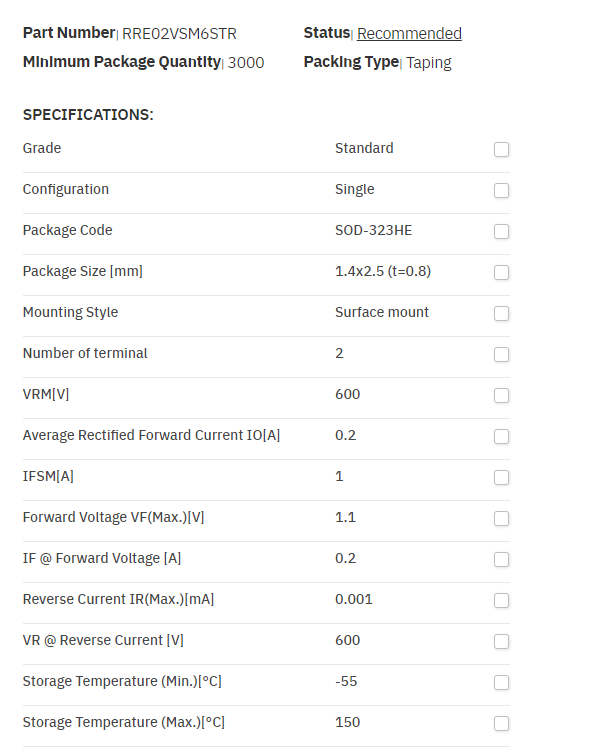 Part Number| RRE02VSM6STR
Status| Recommended
Minimum Package Quantity| 3000
Packing Type| Taping
SPECIFICATIONS:
Grade Standard
Configuration Single
Package Code SOD-323HE
Package Size [mm] 1.4x2.5 (t=0.8)
Mounting Style Surface mount
Number of terminal 2
VRM[V] 600
Average Rectified Forward Current IO[A] 0.2
IFSM[A] 1
Forward Voltage VF(Max.)[V] 1.1
IF @ Forward Voltage [A] 0.2
Reverse Current IR(Max.)[mA] 0.001
VR @ Reverse Current [V] 600
Storage Temperature (Min.)[°C] -55
Storage Temperature (Max.)[°C] 150